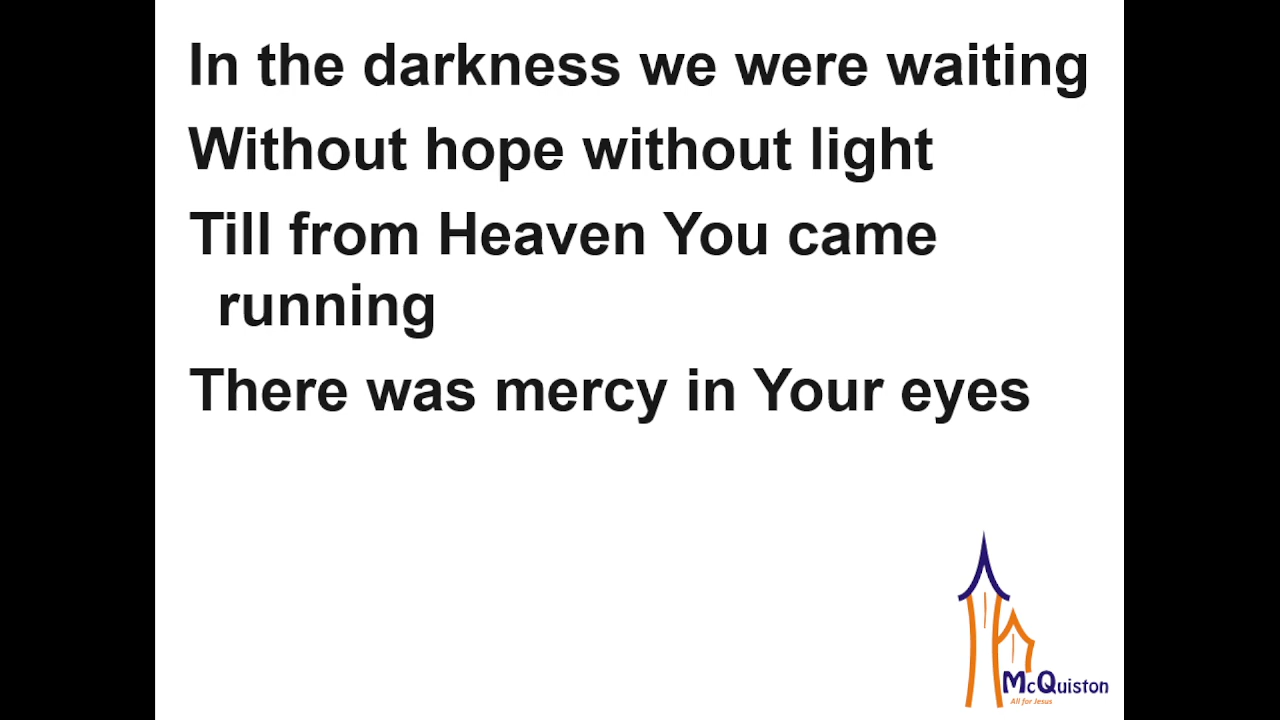 In the darkness we were waiting
Without hope without light
Till from Heaven You came
running
There was mercy in Your eyes
McQuiston
All for Jesus